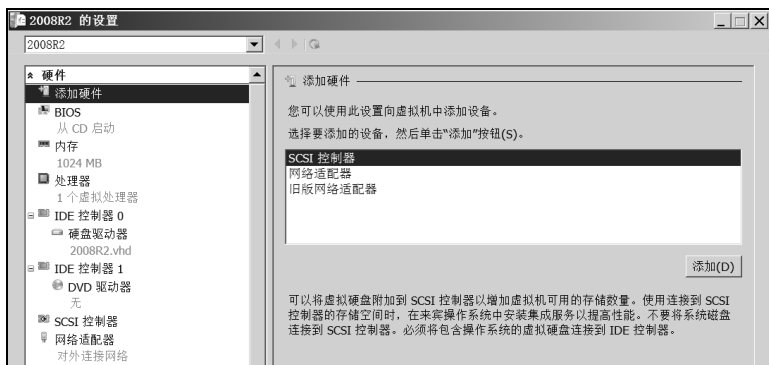 2008R2 的设置
2008R2
硬件
添加硬件
BIOS
从 CD 启动
内存
1024 MB
处理器
1 个虚拟处理器
IDE 控制器 0
硬盘驱动器
2008R2.vhd
IDE 控制器 1
DVD 驱动器
无
SCSI 控制器
网络适配器
对外连接网络
添加硬件
您可以使用此设置向虚拟机中添加设备。
选择要添加的设备，然后单击“添加”按钮(S)。
SCSI 控制器
网络适配器
旧版网络适配器
添加(D)
可以将虚拟硬盘附加到 SCSI 控制器以增加虚拟机可用的存储数量。使用连接到 SCSI
控制器的存储空间时，在来宾操作系统中安装集成服务以提高性能。不要将系统磁盘
连接到 SCSI 控制器。必须将包含操作系统的虚拟硬盘连接到 IDE 控制器。